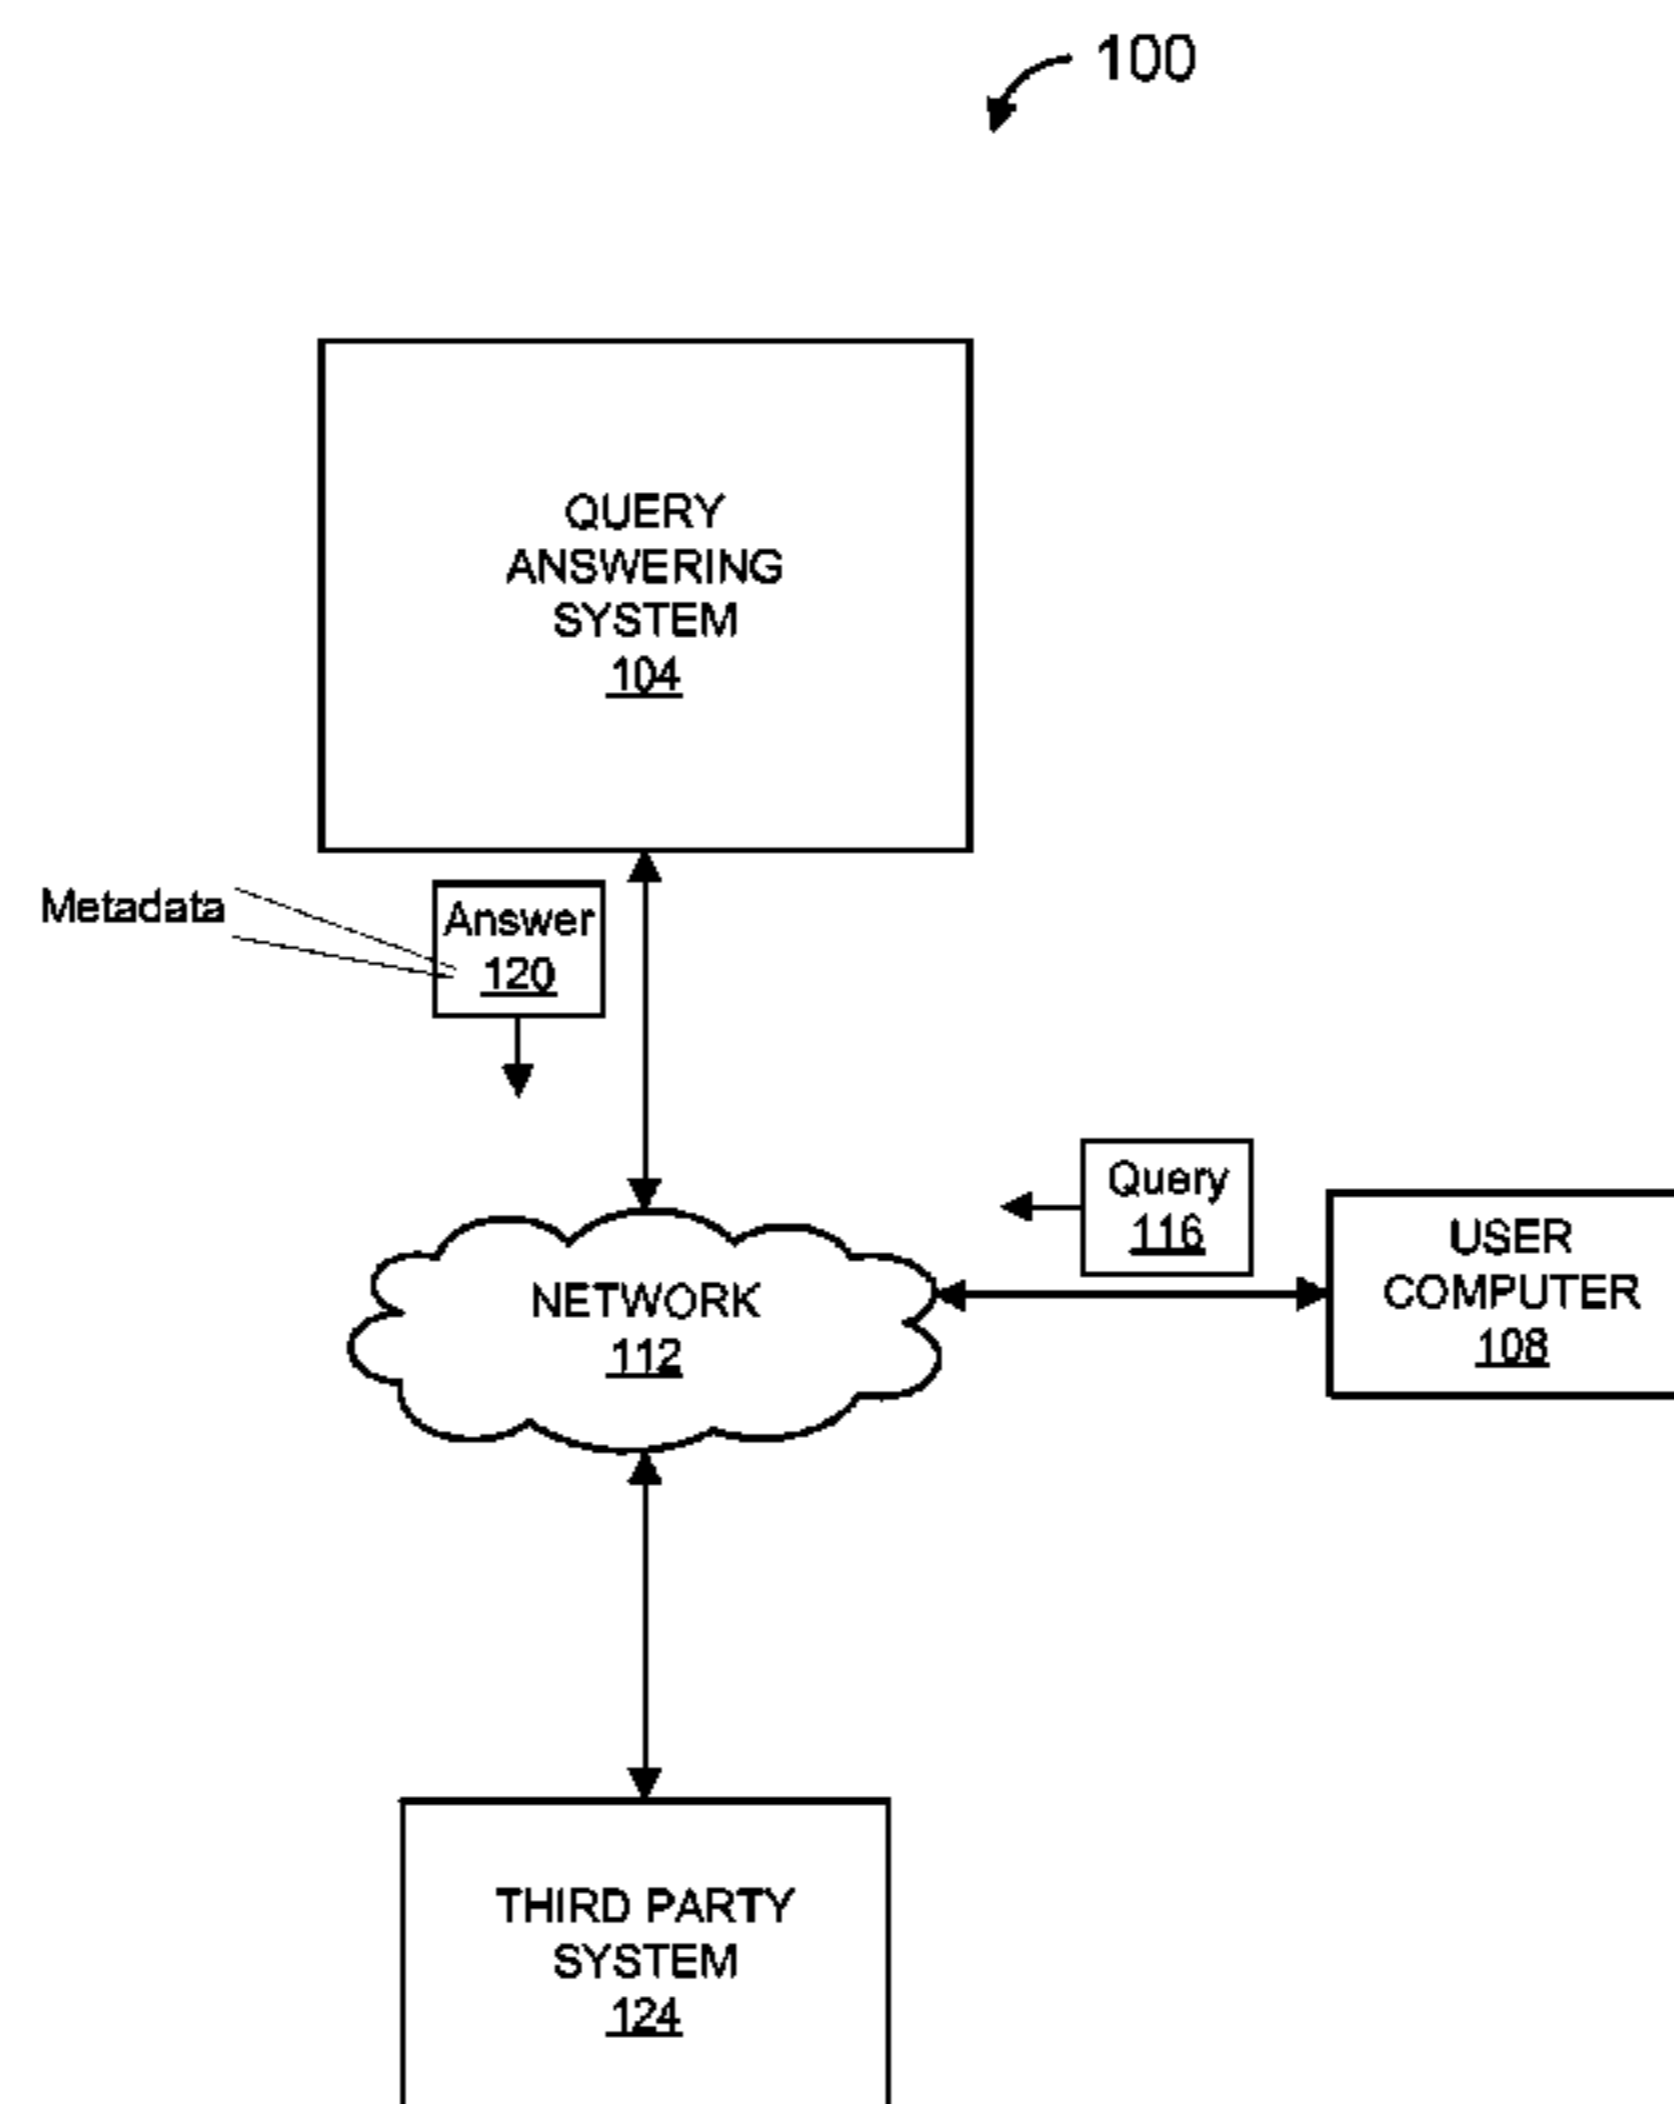 100
QUERY
ANSWERING
SYSTEM
104
Metadata
Answer
120
Query
116
USER
COMPUTER
108
NETWORK
112
THIRD PARTY
SYSTEM
124